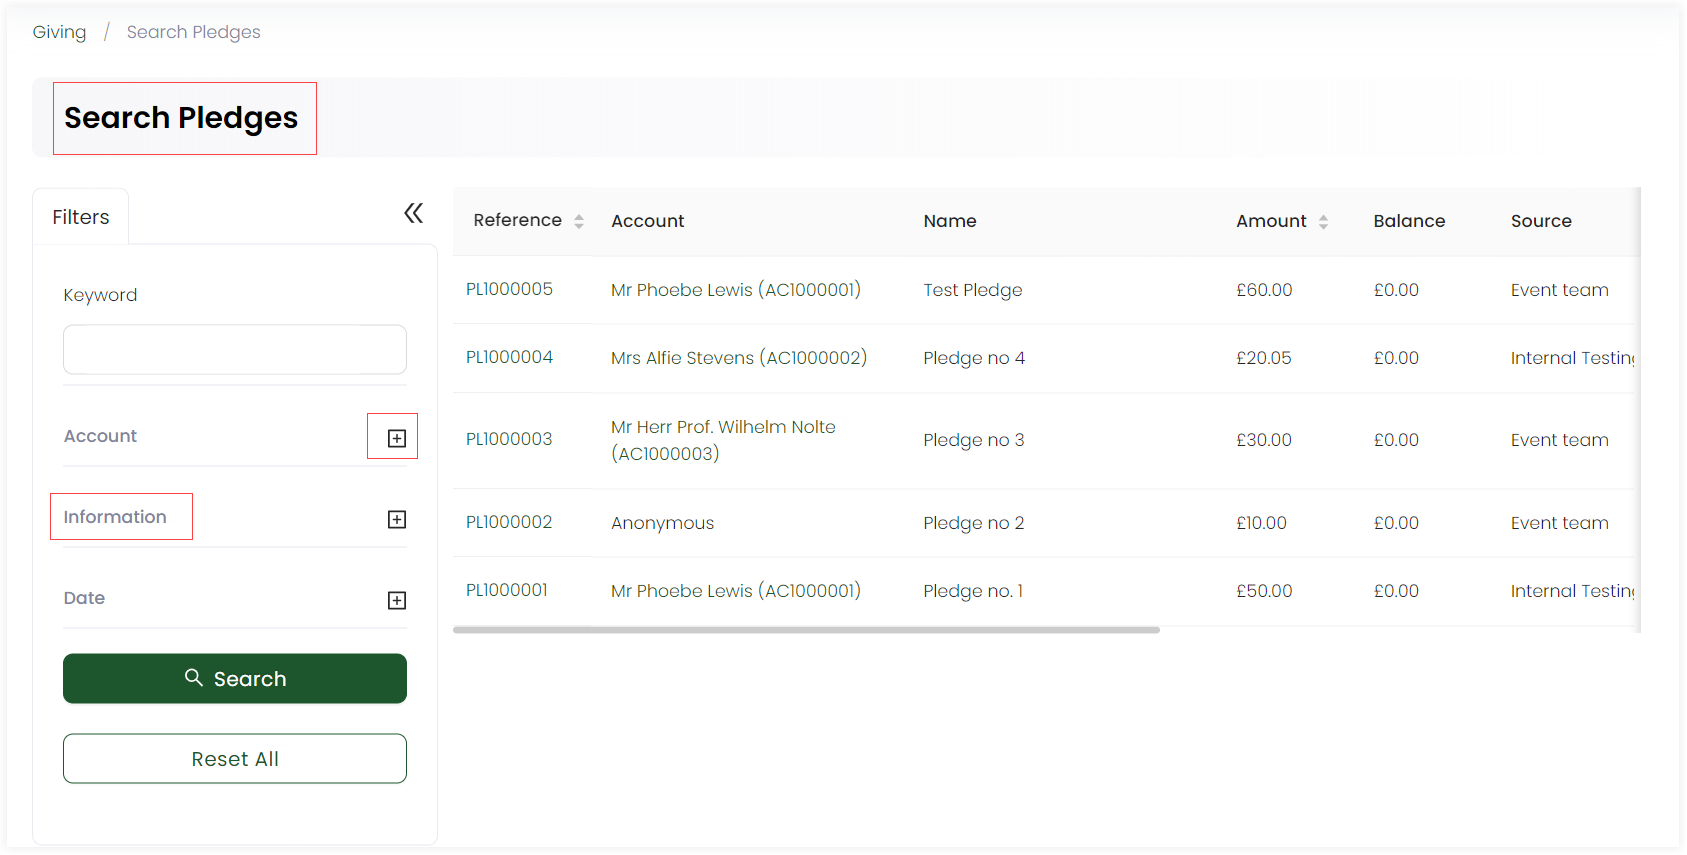 Giving / Search Pledges
Search Pledges
Filters
Keyword
Account
Information
Date
Search
Reset All
Reference Account Name Amount Balance Source
PL1000005 Mr Phoebe Lewis (AC1000001) Test Pledge £60.00 £0.00 Event team
PL1000004 Mrs Alfie Stevens (AC1000002) Pledge no 4 £20.05 £0.00 Internal Testing
PL1000003 Mr Herr Prof. Wilhelm Nolte
(AC1000003) Pledge no 3 £30.00 £0.00 Event team
PL1000002 Anonymous Pledge no 2 £10.00 £0.00 Event team
PL1000001 Mr Phoebe Lewis (AC1000001) Pledge no. 1 £50.00 £0.00 Internal Testing